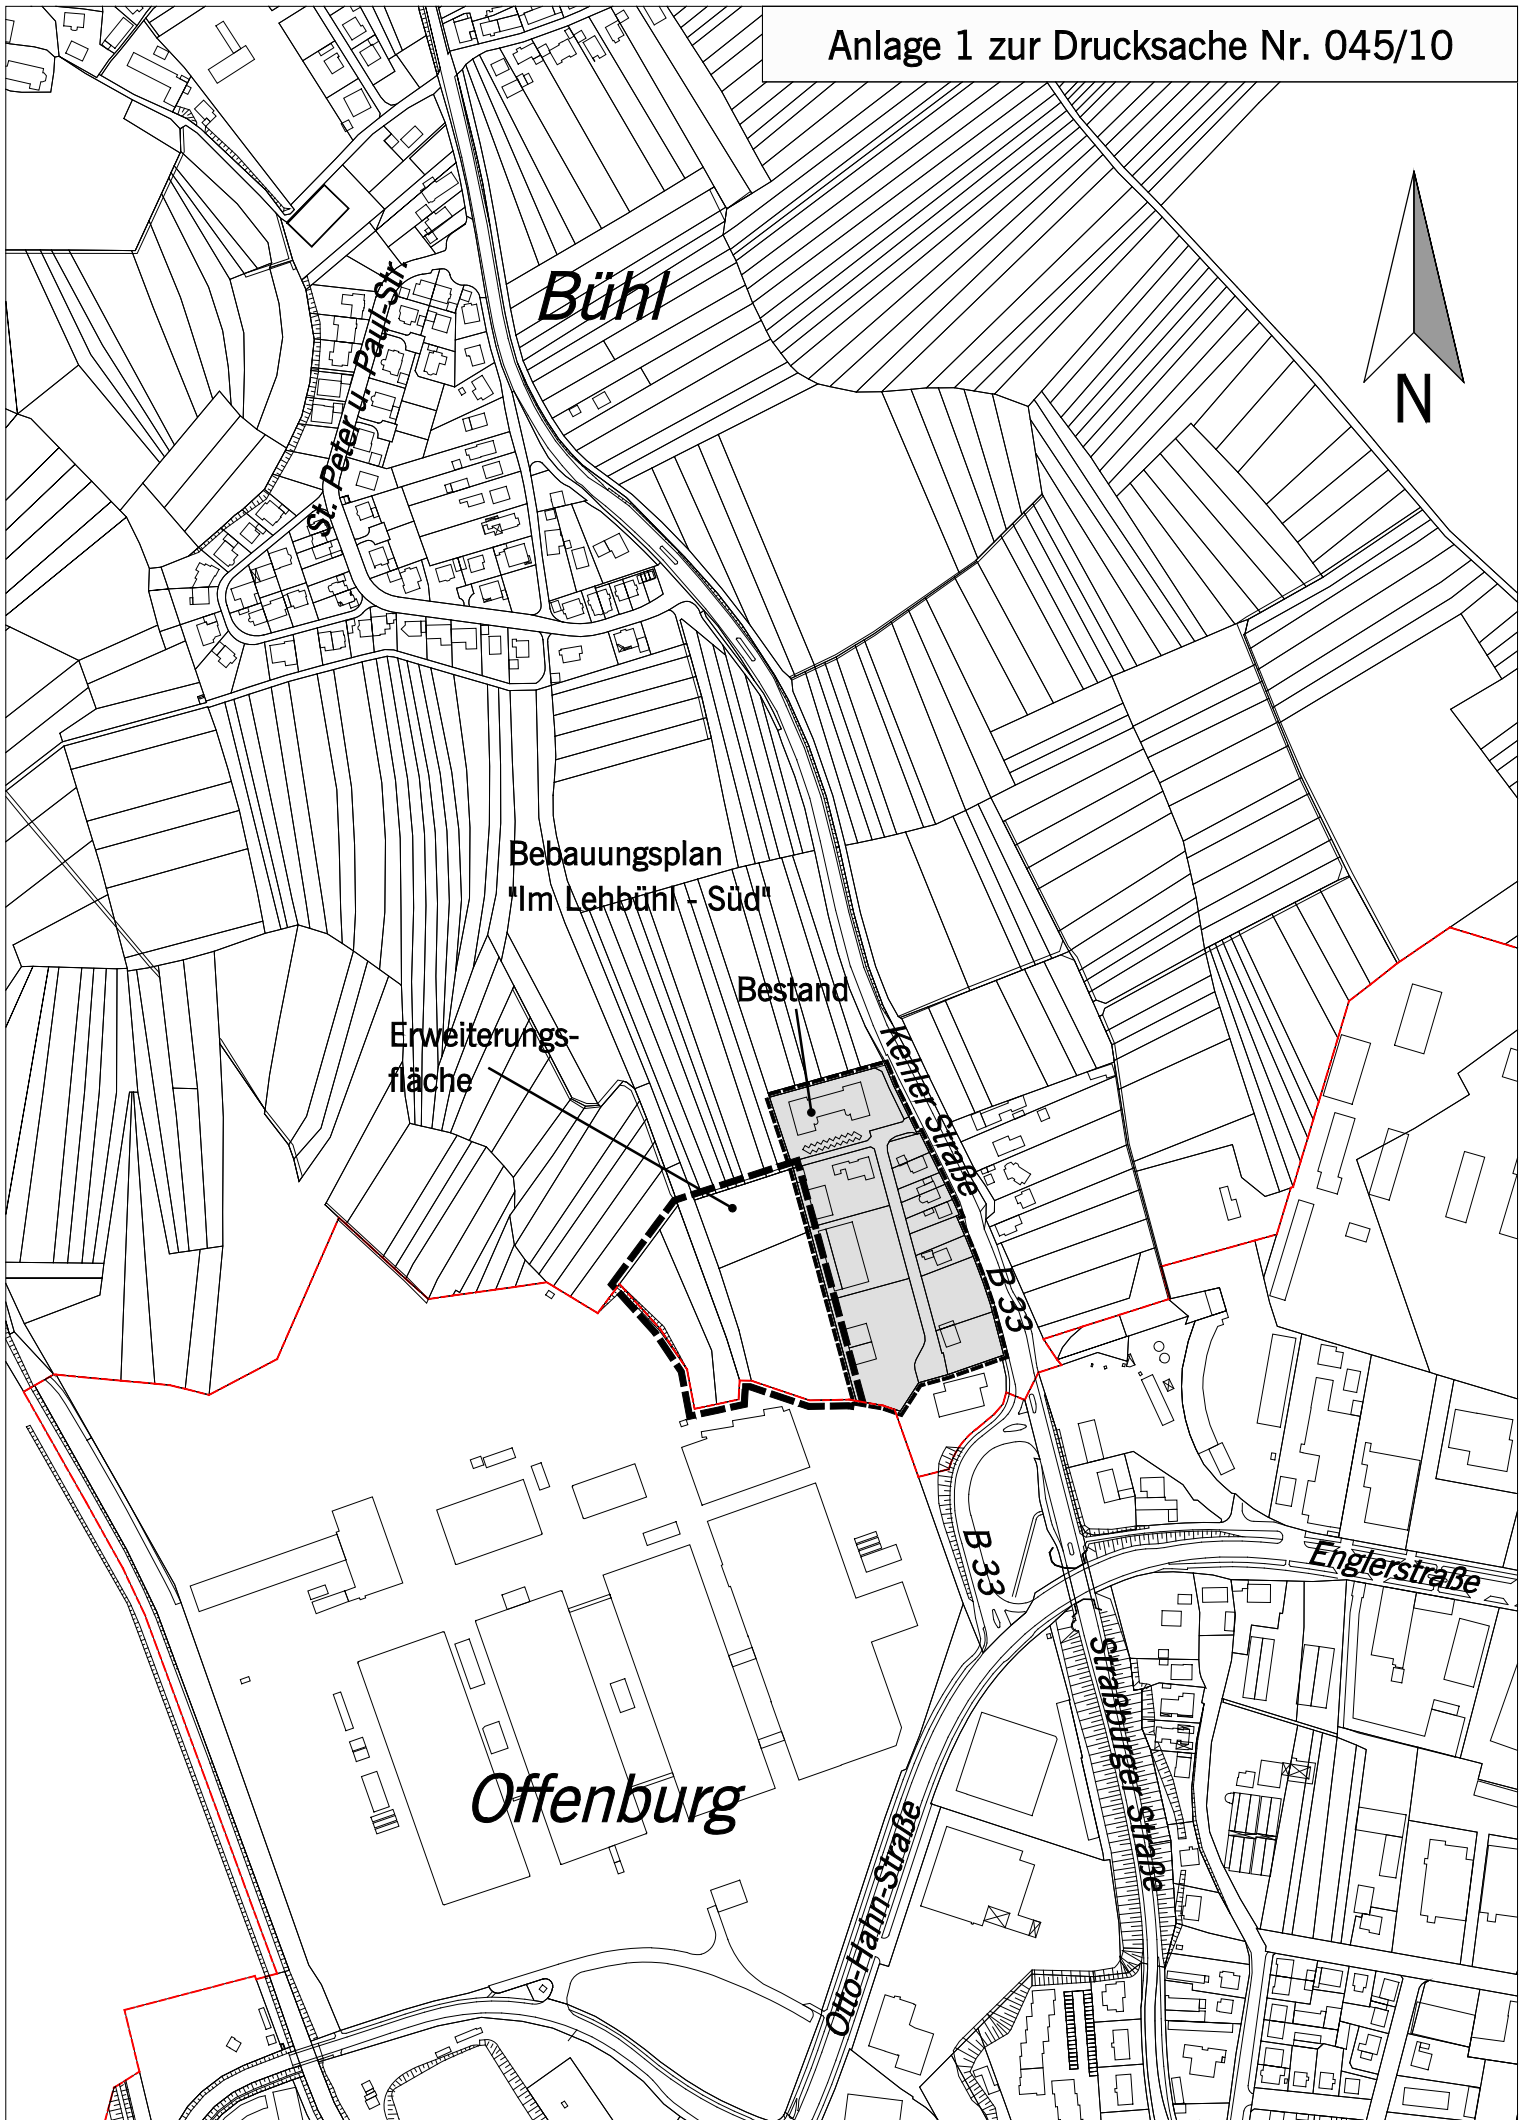 Anlage 1 zur Drucksache Nr. 045/10
N
Bühl
St. Peter u. Paul-Str.
Bebauungsplan
"Im Lehbühl - Süd"
Bestand
Erweiterungs-
fläche
Kehler Straße
B 33
B 33
Englerstraße
Straßburger Straße
Offenburg
Otto-Hahn-Straße